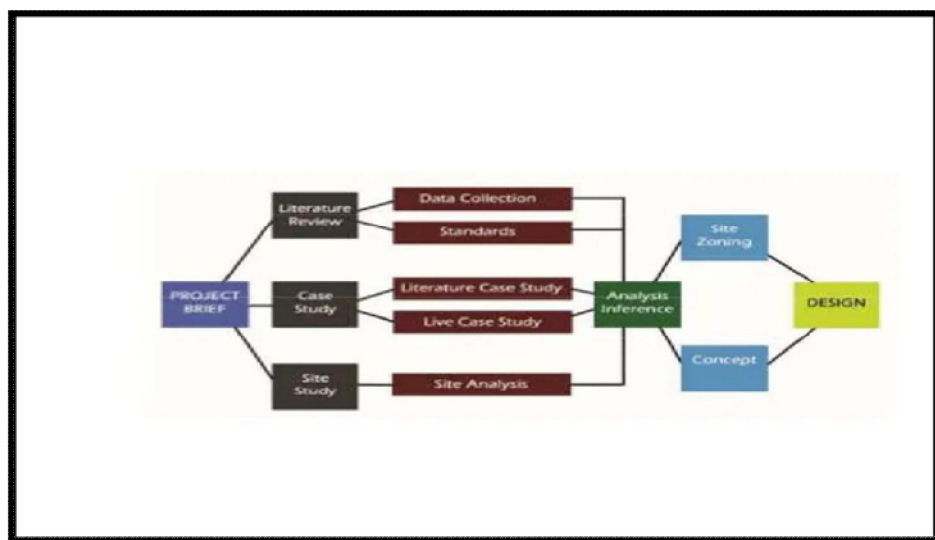 PROJECT
BRIEF
Literature
Review
Case
Study
Site
Study
Data Collection
Standards
Literature Case Study
Live Case Study
Site Analysis
Analysis
Inference
Site
Zoning
Concept
DESIGN